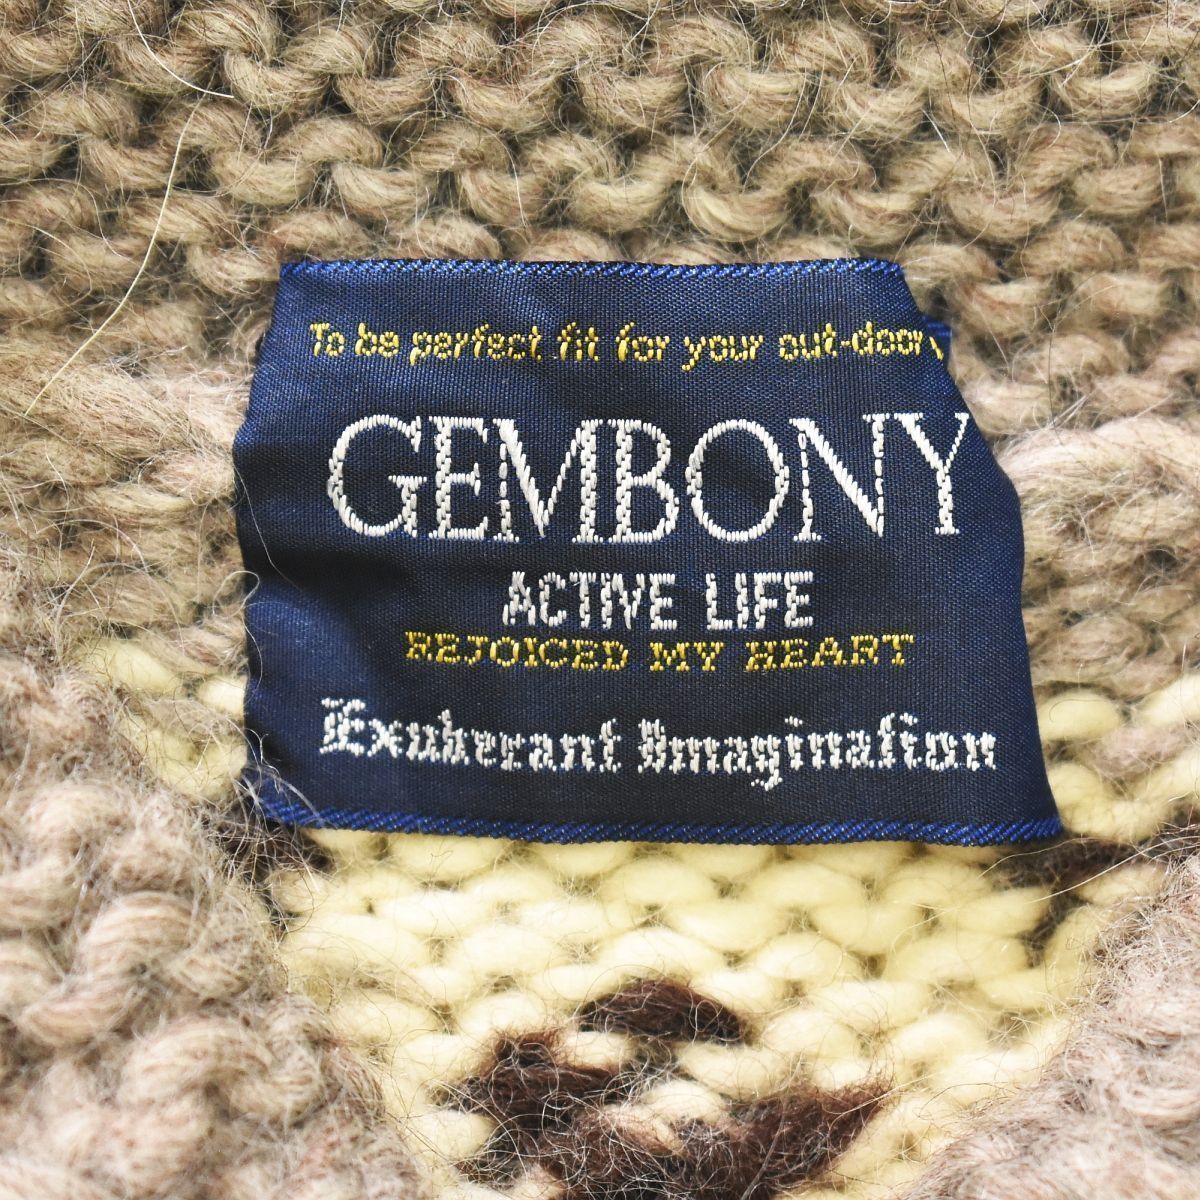 To be perfect fit for your out-door
GEMBONY
ACTIVE LIFE
REJOICED MY HEART
Exuberant Imagination